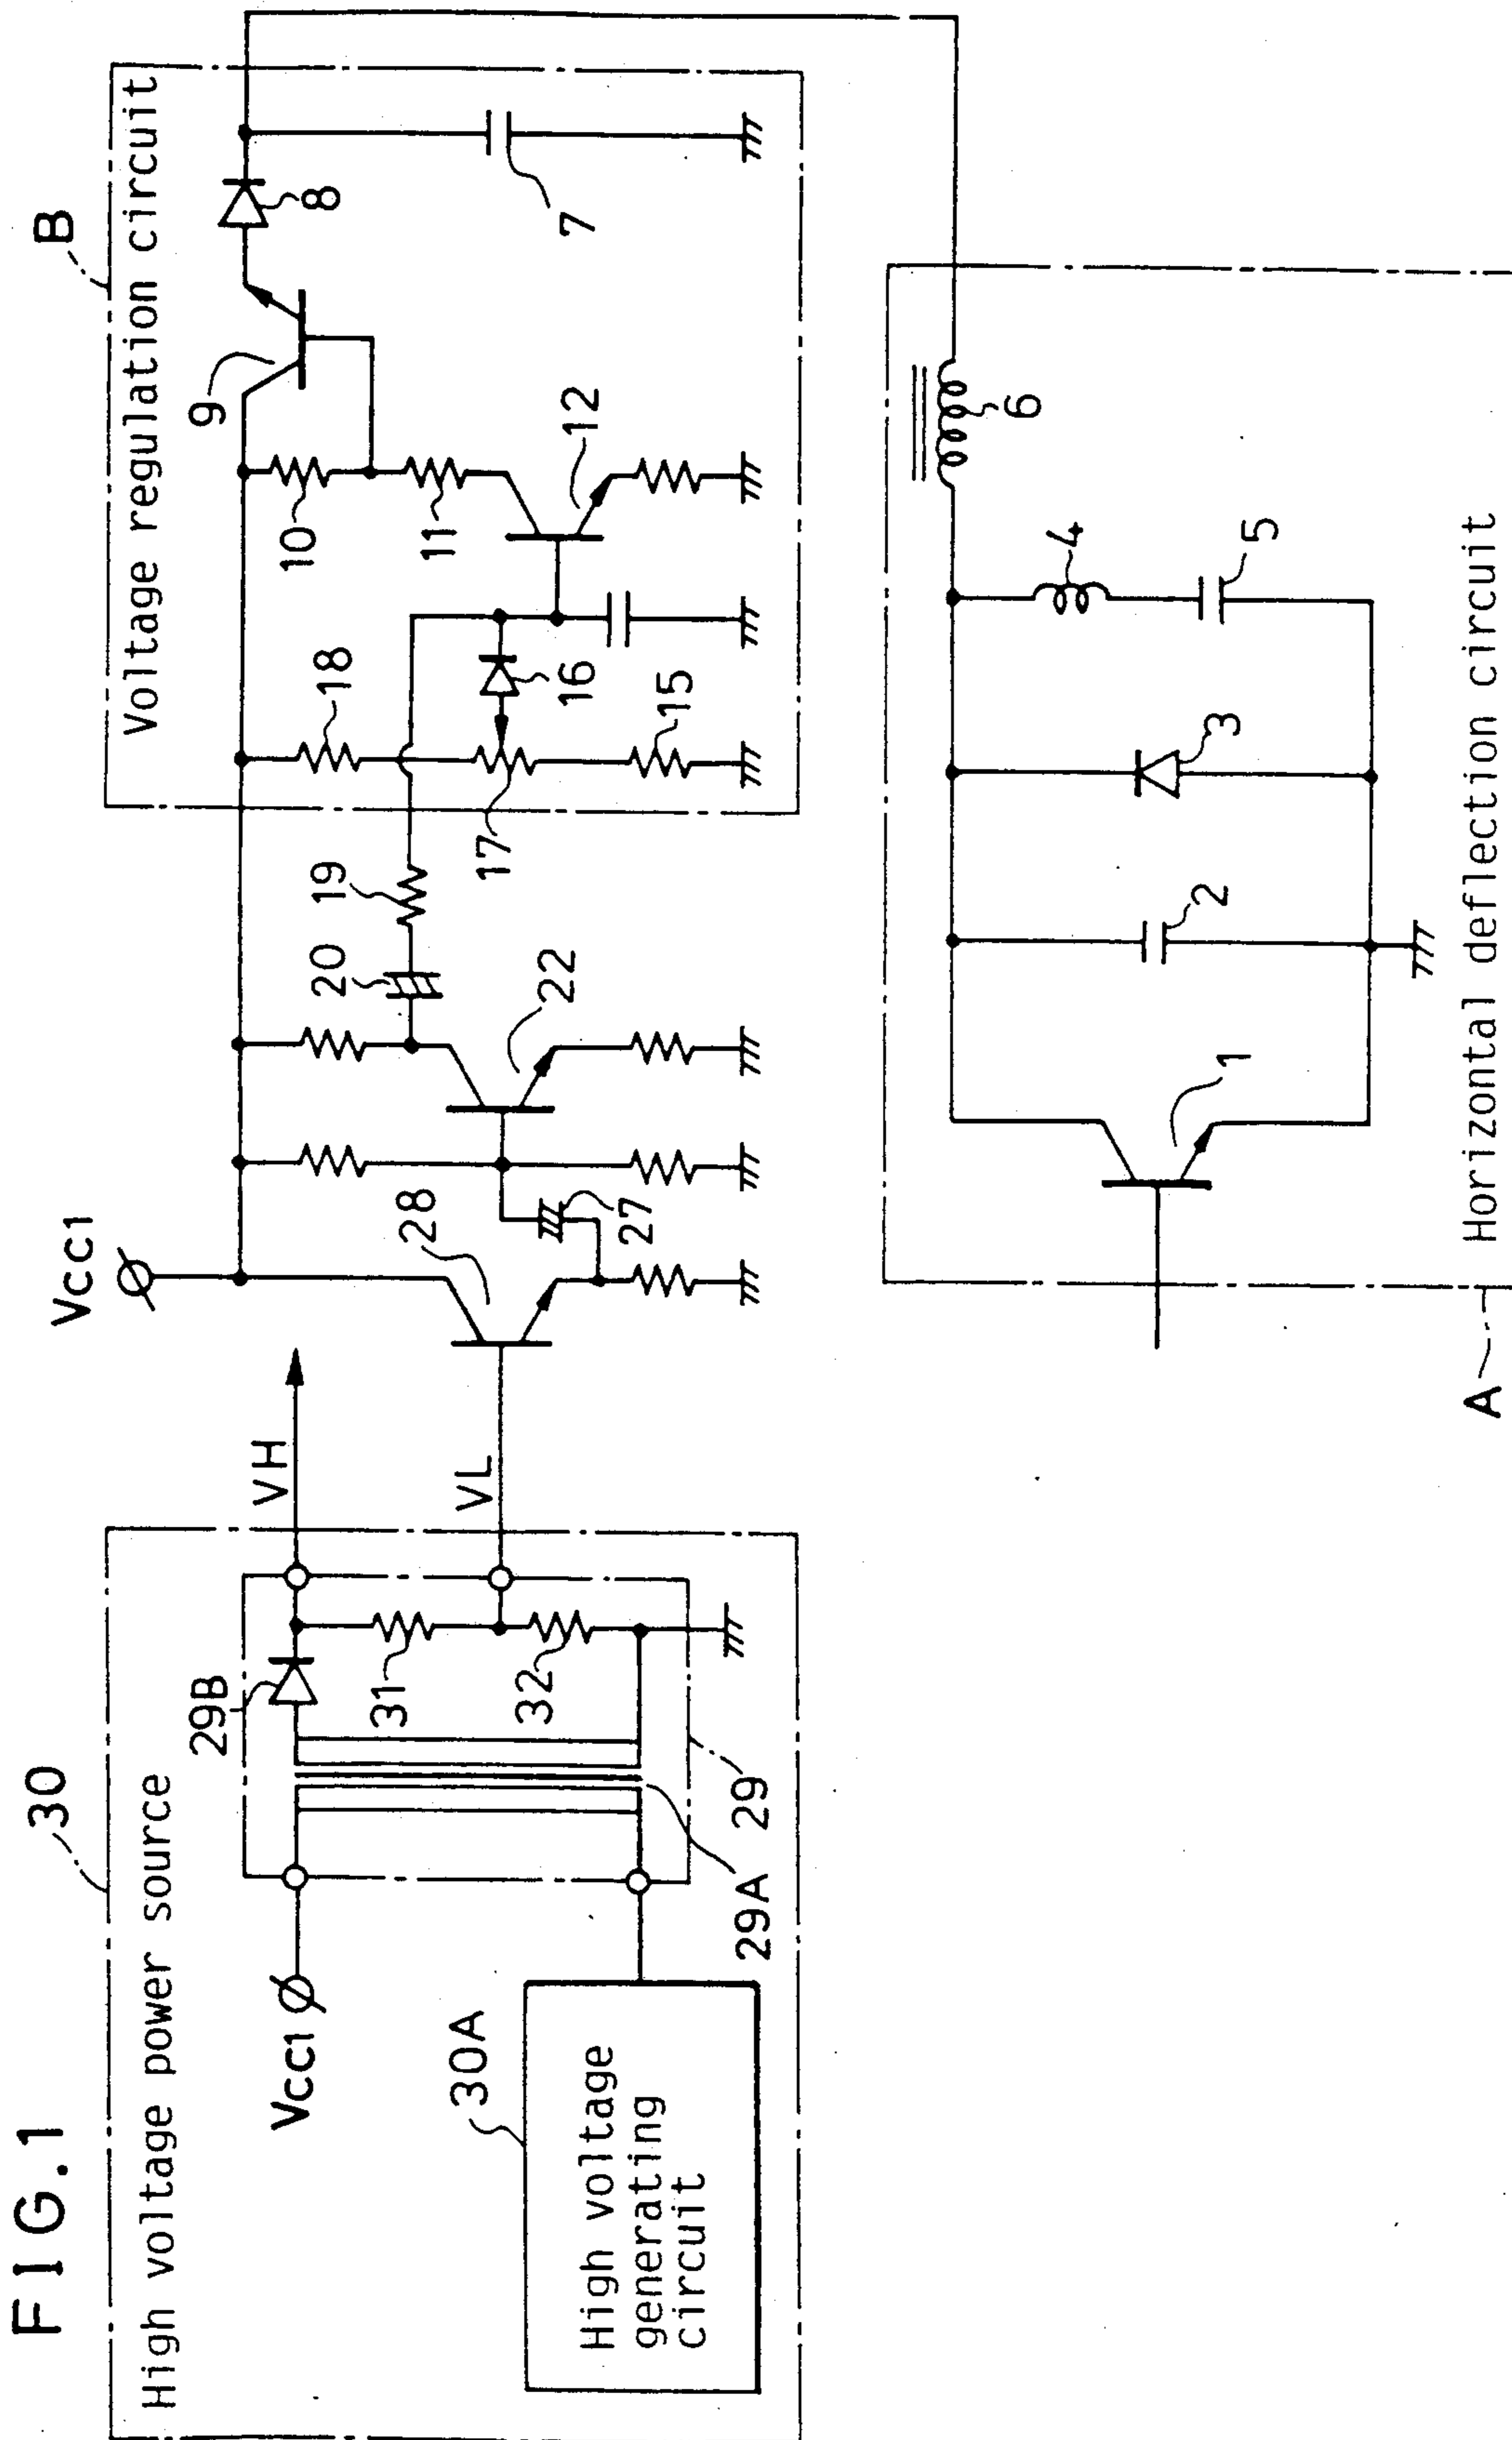 FIG.1
High voltage power source
30
Vcc1
30A
High voltage
generating
circuit
29B
31
32
29
29A
VH
VL
Vcc1
28
27
22
20
19
B
Voltage regulation circuit
18
17
16
15
10
11
12
9
8
7
A
Horizontal deflection circuit
1
2
3
4
5
6